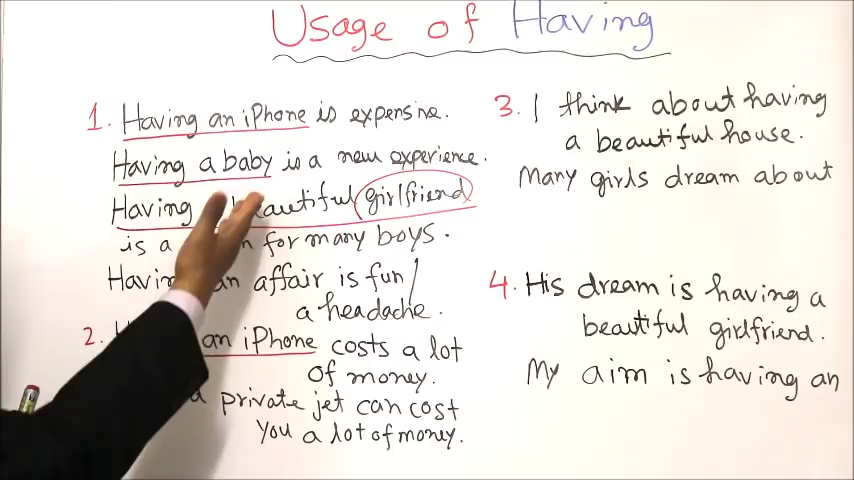 Usage of Having
1. Having an iPhone is expensive.
Having a baby is a new experience.
Having beautiful girlfriend
is a for many boys.
Having an affair is fun/
a headache.
2. an iPhone costs a lot
of money.
a private jet can cost
you a lot of money.
3. I think about having
a beautiful house.
Many girls dream about
4. His dream is having a
beautiful girlfriend.
My aim is having an